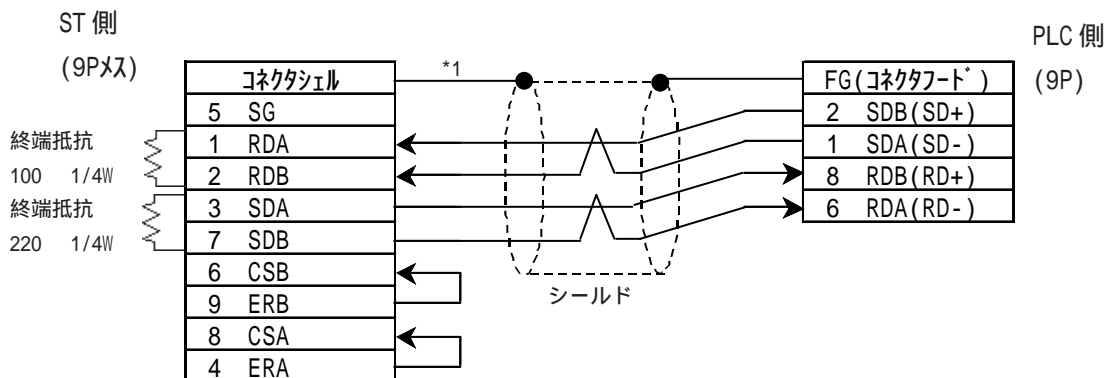 ST 側
(9Pメス)
PLC 側
(9P)
*1
コネクタシェル
5 SG
1 RDA
2 RDB
3 SDA
7 SDB
6 CSB
9 ERB
8 CSA
4 ERA
終端抵抗
100 1/4W
終端抵抗
220 1/4W
シールド
FG(コネクタフード)
2 SDB(SD+)
1 SDA(SD-)
8 RDB(RD+)
6 RDA(RD-)